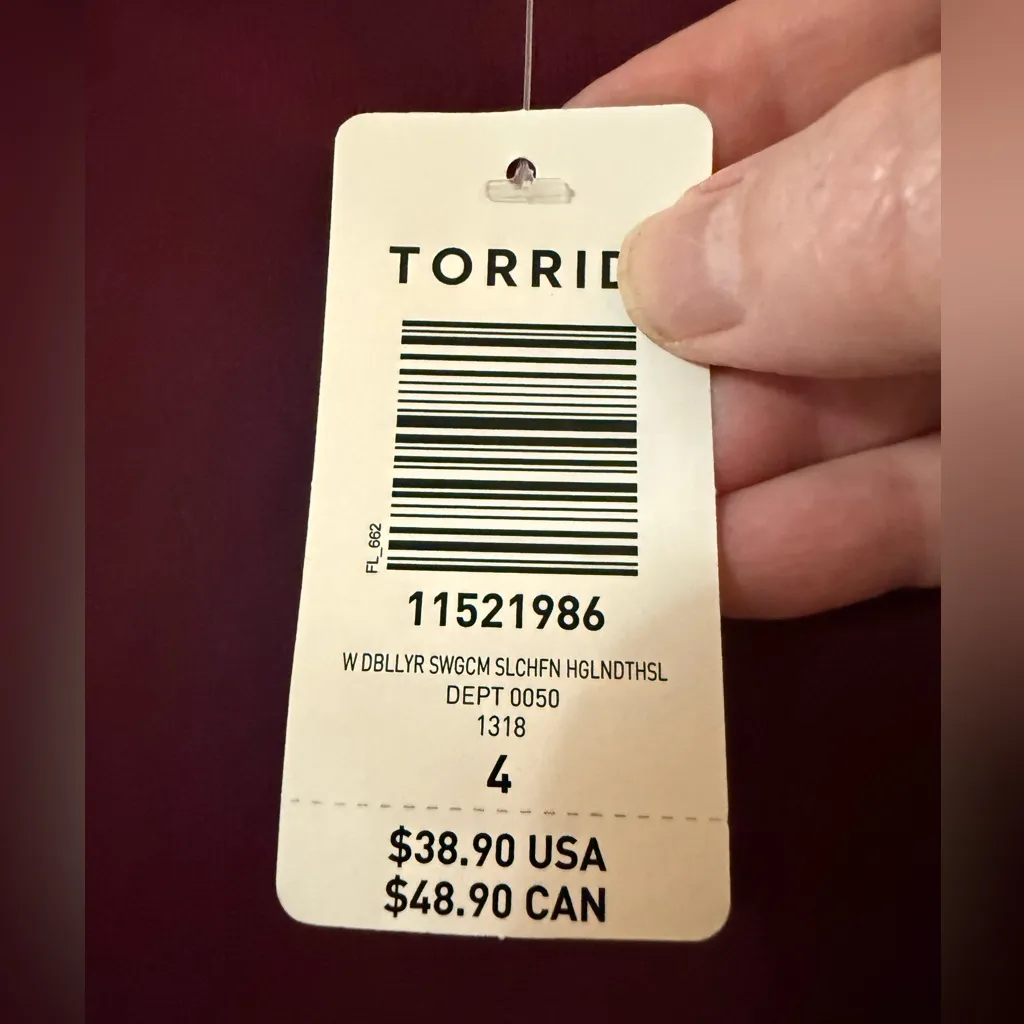 TORRID
FL_662
11521986
W DBLLYR SWGCM SLCHFN HGLNDTHSL
DEPT 0050
1318
4
$38.90 USA
$48.90 CAN